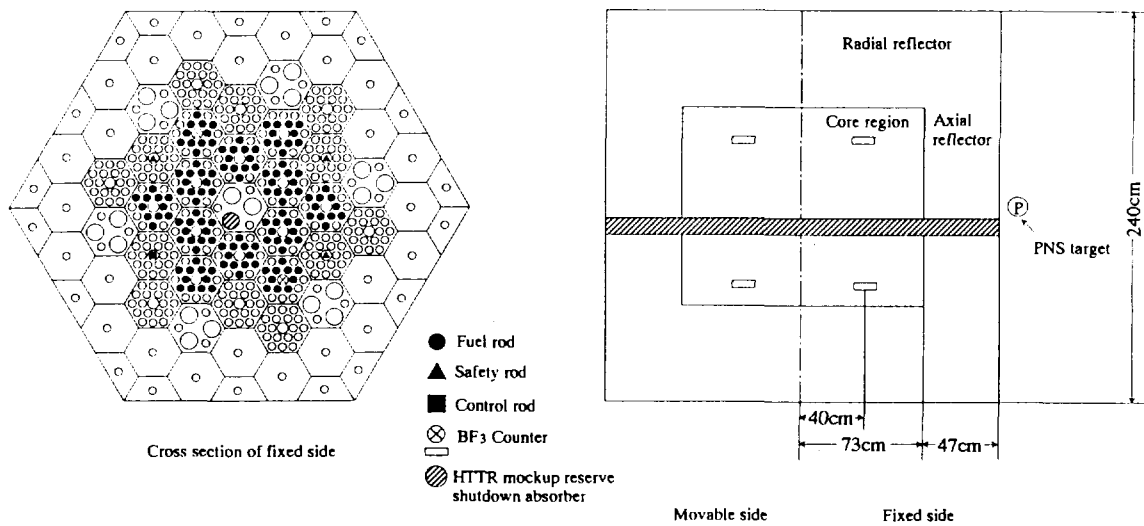 Fuel rod
Safety rod
Control rod
BF3 Counter
HTTR mockup reserve
shutdown absorber
Cross section of fixed side
Radial reflector
Core region
Axial
reflector
P
PNS target
240cm
40cm
73cm
47cm
Movable side
Fixed side